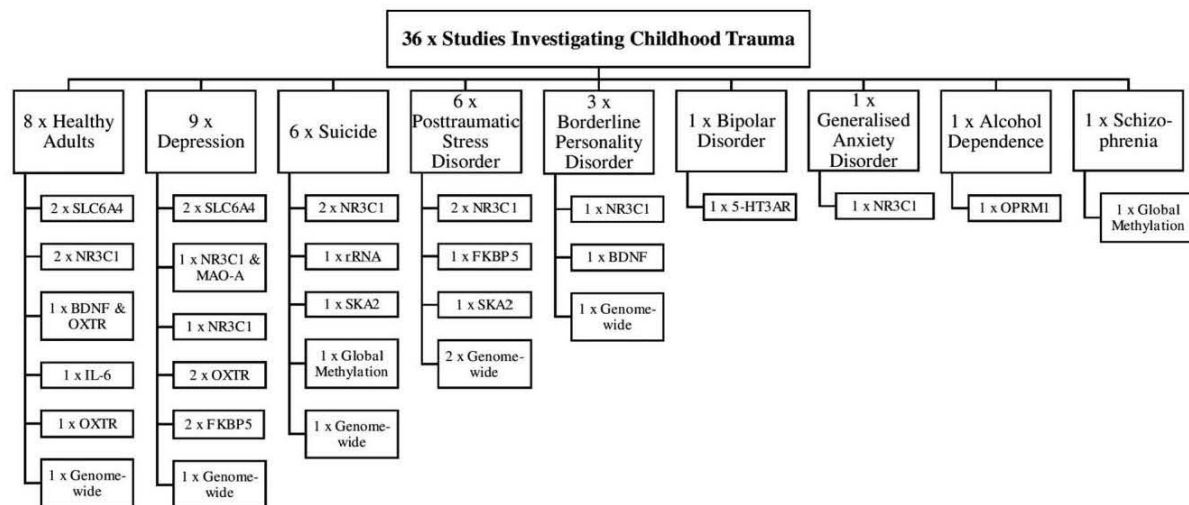 36 x Studies Investigating Childhood Trauma
8 x Healthy
Adults
2 x SLC6A4
2 x NR3C1
1 x BDNF &
OXTR
1 x IL-6
1 x OXTR
1 x Genome-
wide
9 x
Depression
2 x SLC6A4
1 x NR3C1 &
MAO-A
1 x NR3C1
2 x OXTR
2 x FKBP5
1 x Genome-
wide
6 x Suicide
2 x NR3C1
1 x rRNA
1 x SKA2
1 x Global
Methylation
1 x Genome-
wide
6 x
Posttraumatic
Stress
Disorder
2 x NR3C1
1 x FKBP5
1 x SKA2
2 x Genome-
wide
3 x
Borderline
Personality
Disorder
1 x NR3C1
1 x BDNF
1 x Genome-
wide
1 x Bipolar
Disorder
1 x 5-HT3AR
1 x
Generalised
Anxiety
Disorder
1 x NR3C1
1 x Alcohol
Dependence
1 x OPRM1
1 x Schizo-
phrenia
1 x Global
Methylation